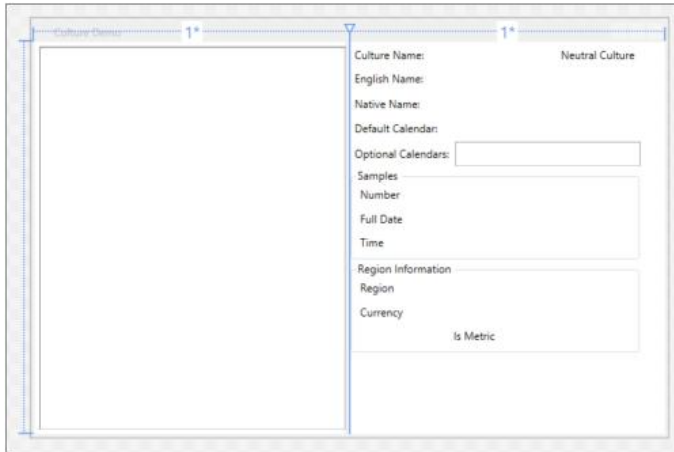 Culture Demo 1* 1*
Culture Name: Neutral Culture
English Name:
Native Name:
Default Calendar:
Optional Calendars:
Samples
Number
Full Date
Time
Region Information
Region
Currency
Is Metric